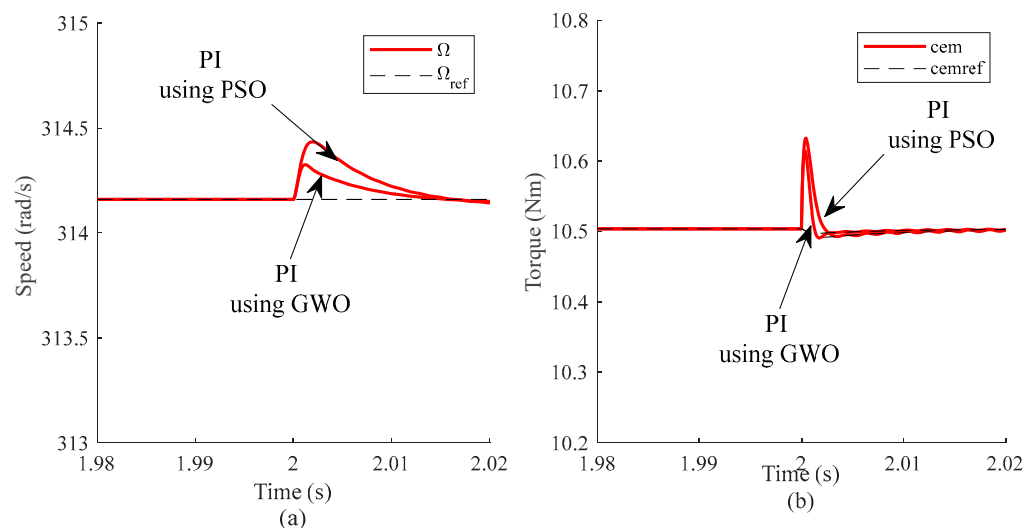 315
314.5
314
313.5
313
Speed (rad/s)
1.98
1.99
2
2.01
2.02
Time (s)
(a)
Ω
Ωref
PI
using PSO
PI
using GWO
10.8
10.7
10.6
10.5
10.4
10.3
10.2
Torque (Nm)
1.98
1.99
2
2.01
2.02
Time (s)
(b)
cem
cemref
PI
using PSO
PI
using GWO